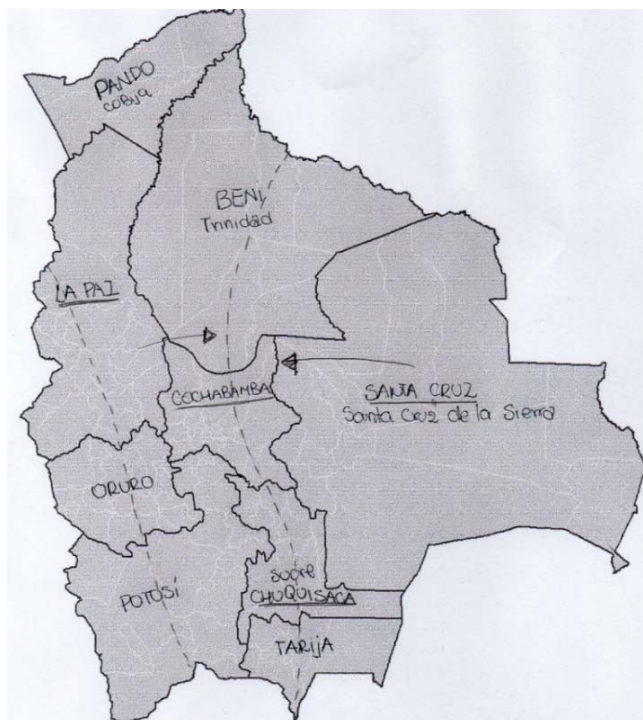 PANDO
COBIJA
BENI
Trinidad
LA PAZ
COCHABAMBA
SANTA CRUZ
Santa Cruz de la Sierra
ORURO
POTOSÍ
Sucre
CHUQUISACA
TARIJA